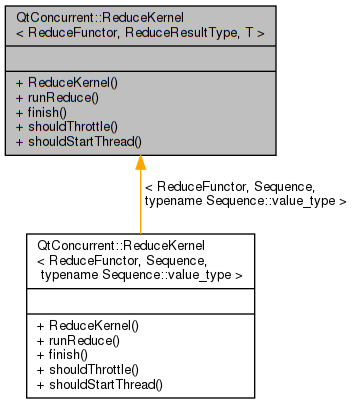 QtConcurrent::ReduceKernel
< ReduceFunctor, ReduceResultType, T >
+ ReduceKernel()
+ runReduce()
+ finish()
+ shouldThrottle()
+ shouldStartThread()
< ReduceFunctor, Sequence,
typename Sequence::value_type >
QtConcurrent::ReduceKernel
< ReduceFunctor, Sequence,
typename Sequence::value_type >
+ ReduceKernel()
+ runReduce()
+ finish()
+ shouldThrottle()
+ shouldStartThread()